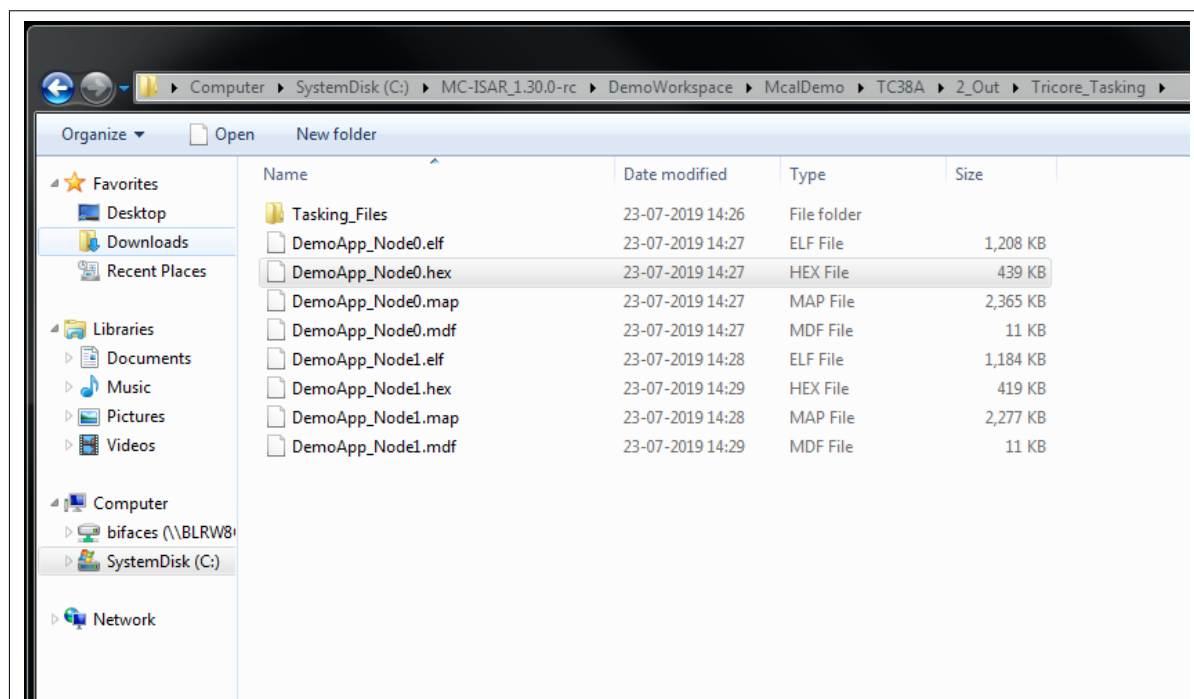 Computer SystemDisk (C:) MC-ISAR_1.30.0-rc DemoWorkspace McalDemo TC38A 2_Out Tricore_Tasking
Organize Open New folder
Favorites
Desktop
Downloads
Recent Places
Libraries
Documents
Music
Pictures
Videos
Computer
bifaces (\\BLRW8
SystemDisk (C:)
Network
Name Date modified Type Size
Tasking_Files 23-07-2019 14:26 File folder
DemoApp_Node0.elf 23-07-2019 14:27 ELF File 1,208 KB
DemoApp_Node0.hex 23-07-2019 14:27 HEX File 439 KB
DemoApp_Node0.map 23-07-2019 14:27 MAP File 2,365 KB
DemoApp_Node0.mdf 23-07-2019 14:27 MDF File 11 KB
DemoApp_Node1.elf 23-07-2019 14:28 ELF File 1,184 KB
DemoApp_Node1.hex 23-07-2019 14:29 HEX File 419 KB
DemoApp_Node1.map 23-07-2019 14:28 MAP File 2,277 KB
DemoApp_Node1.mdf 23-07-2019 14:29 MDF File 11 KB